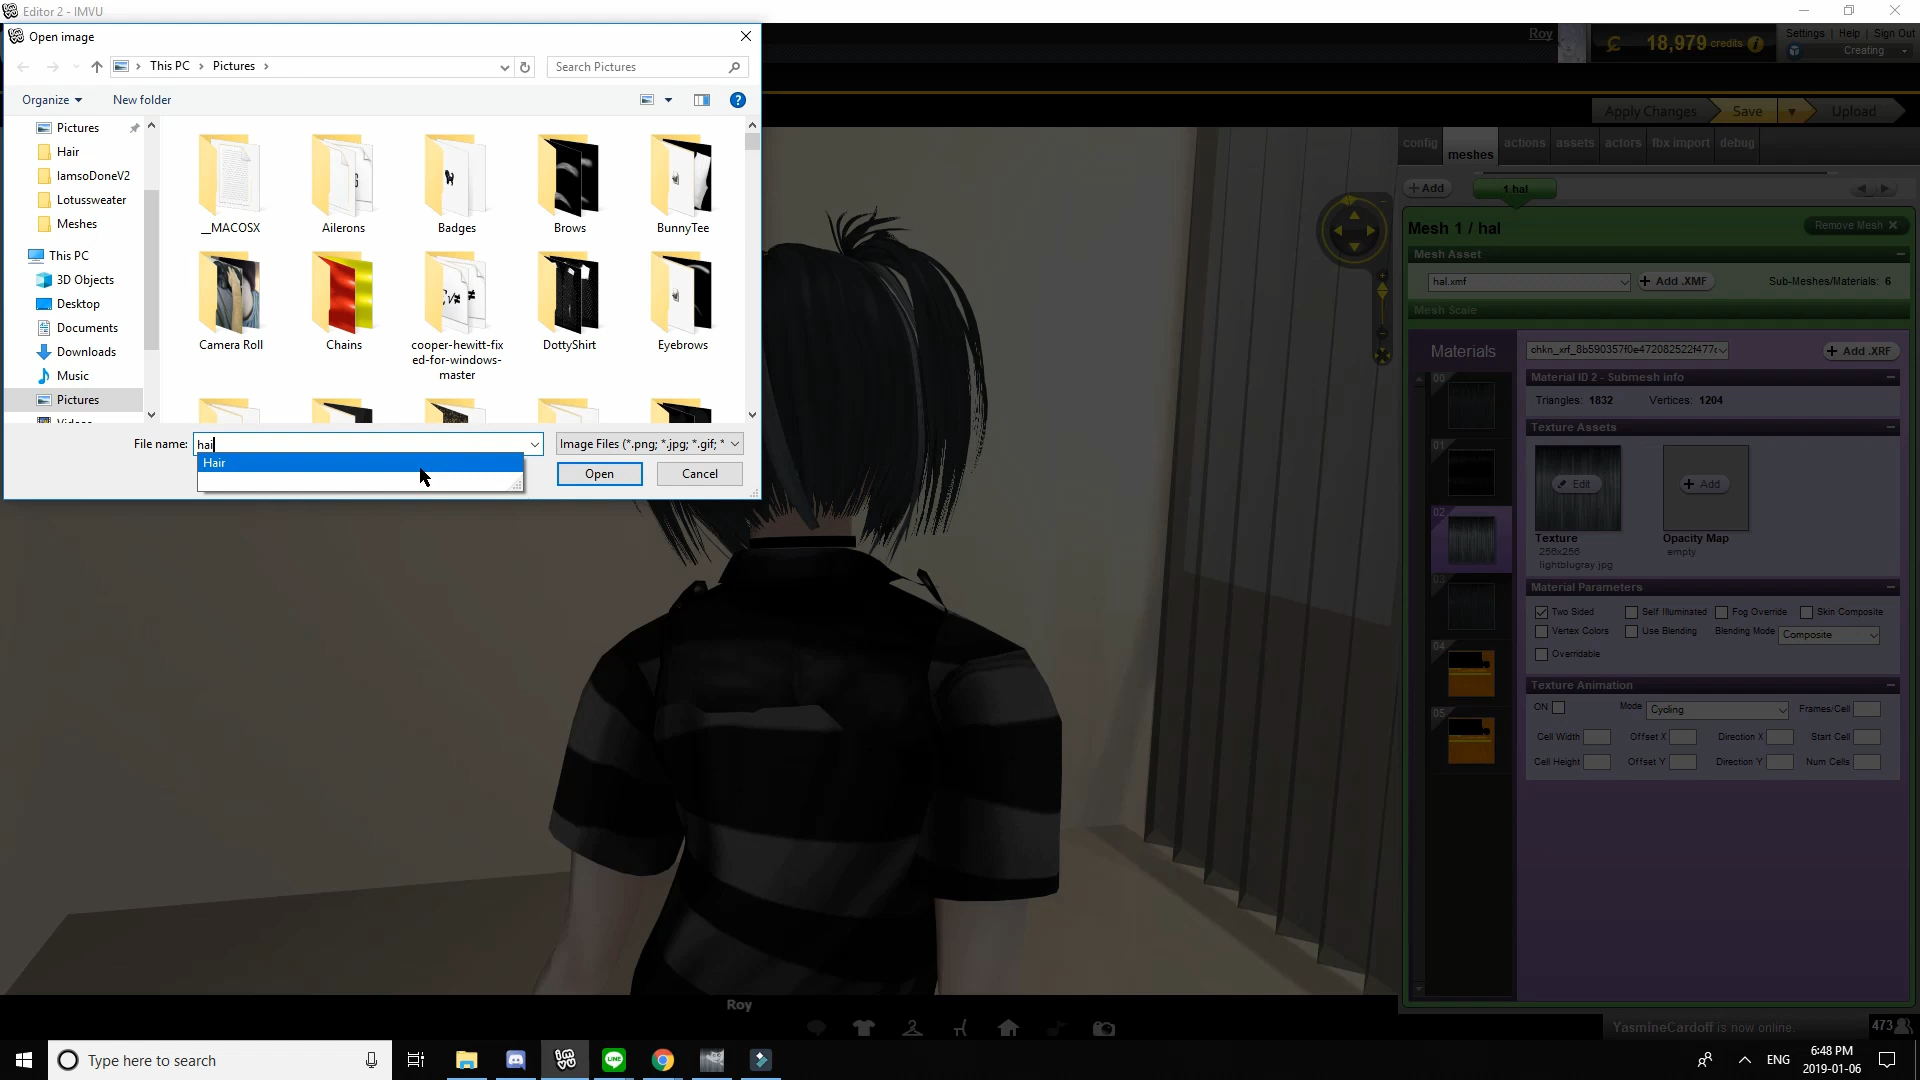 Editor 2 - IMVU
Open image
This PC
Pictures
Search Pictures
Organize
New folder
Pictures
Hair
IamsoDoneV2
Lotussweater
Meshes
This PC
3D Objects
Desktop
Documents
Downloads
Music
Pictures
__MACOSX
Ailerons
Badges
Brows
BunnyTee
Camera Roll
Chains
cooper-hewitt-fix
ed-for-windows-
master
DottyShirt
Eyebrows
File name:
hai
Image Files (*.png; *.jpg; *.gif; *
Hair
Open
Cancel
Roy
18,979 credits
Settings | Help | Sign Out
Creating
Apply Changes
Save
Upload
config
meshes
actions
assets
actors
fbx import
debug
+ Add
1 hal
Mesh 1 / hal
Remove Mesh
Mesh Asset
hal.xmf
+ Add .XMF
Sub-Meshes/Materials: 6
Mesh Scale
Materials
+ Add .XRF
00
01
02
03
04
05
Material ID 2 - Submesh info
Triangles: 1832
Vertices: 1204
Texture Assets
Edit
+ Add
Texture
256x256
lightblugray.jpg
Opacity Map
empty
Material Parameters
Two Sided
Self Illuminated
Fog Override
Skin Composite
Vertex Colors
Use Blending
Blending Mode
Composite
Overridable
Texture Animation
ON
Mode
Cycling
Frames/Cell
Cell Width
Offset X
Direction X
Start Cell
Cell Height
Offset Y
Direction Y
Num Cells
Roy
YasmineCardoff is now online.
473
Type here to search
LINE
ENG
6:48 PM
2019-01-06